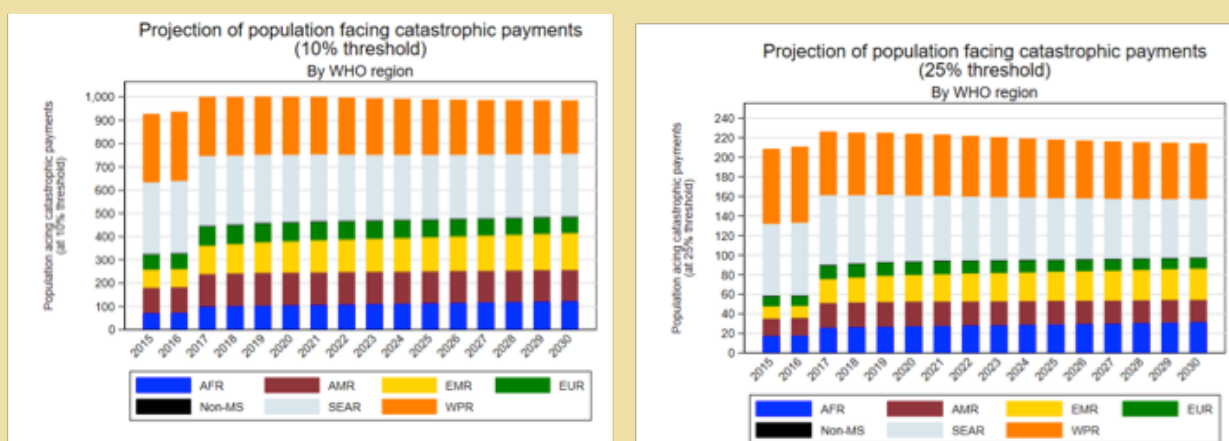 Projection of population facing catastrophic payments
(10% threshold)
By WHO region
Population acing catastrophic payments
(at 10% threshold)
1,000
900
800
700
600
500
400
300
200
100
0
2015 2016 2017 2018 2019 2020 2021 2022 2023 2024 2025 2026 2027 2028 2029 2030
AFR AMR EMR EUR
Non-MS SEAR WPR
Projection of population facing catastrophic payments
(25% threshold)
By WHO region
Population acing catastrophic payments
(at 25% threshold)
240
220
200
180
160
140
120
100
80
60
40
20
0
2015 2016 2017 2018 2019 2020 2021 2022 2023 2024 2025 2026 2027 2028 2029 2030
AFR AMR EMR EUR
Non-MS SEAR WPR